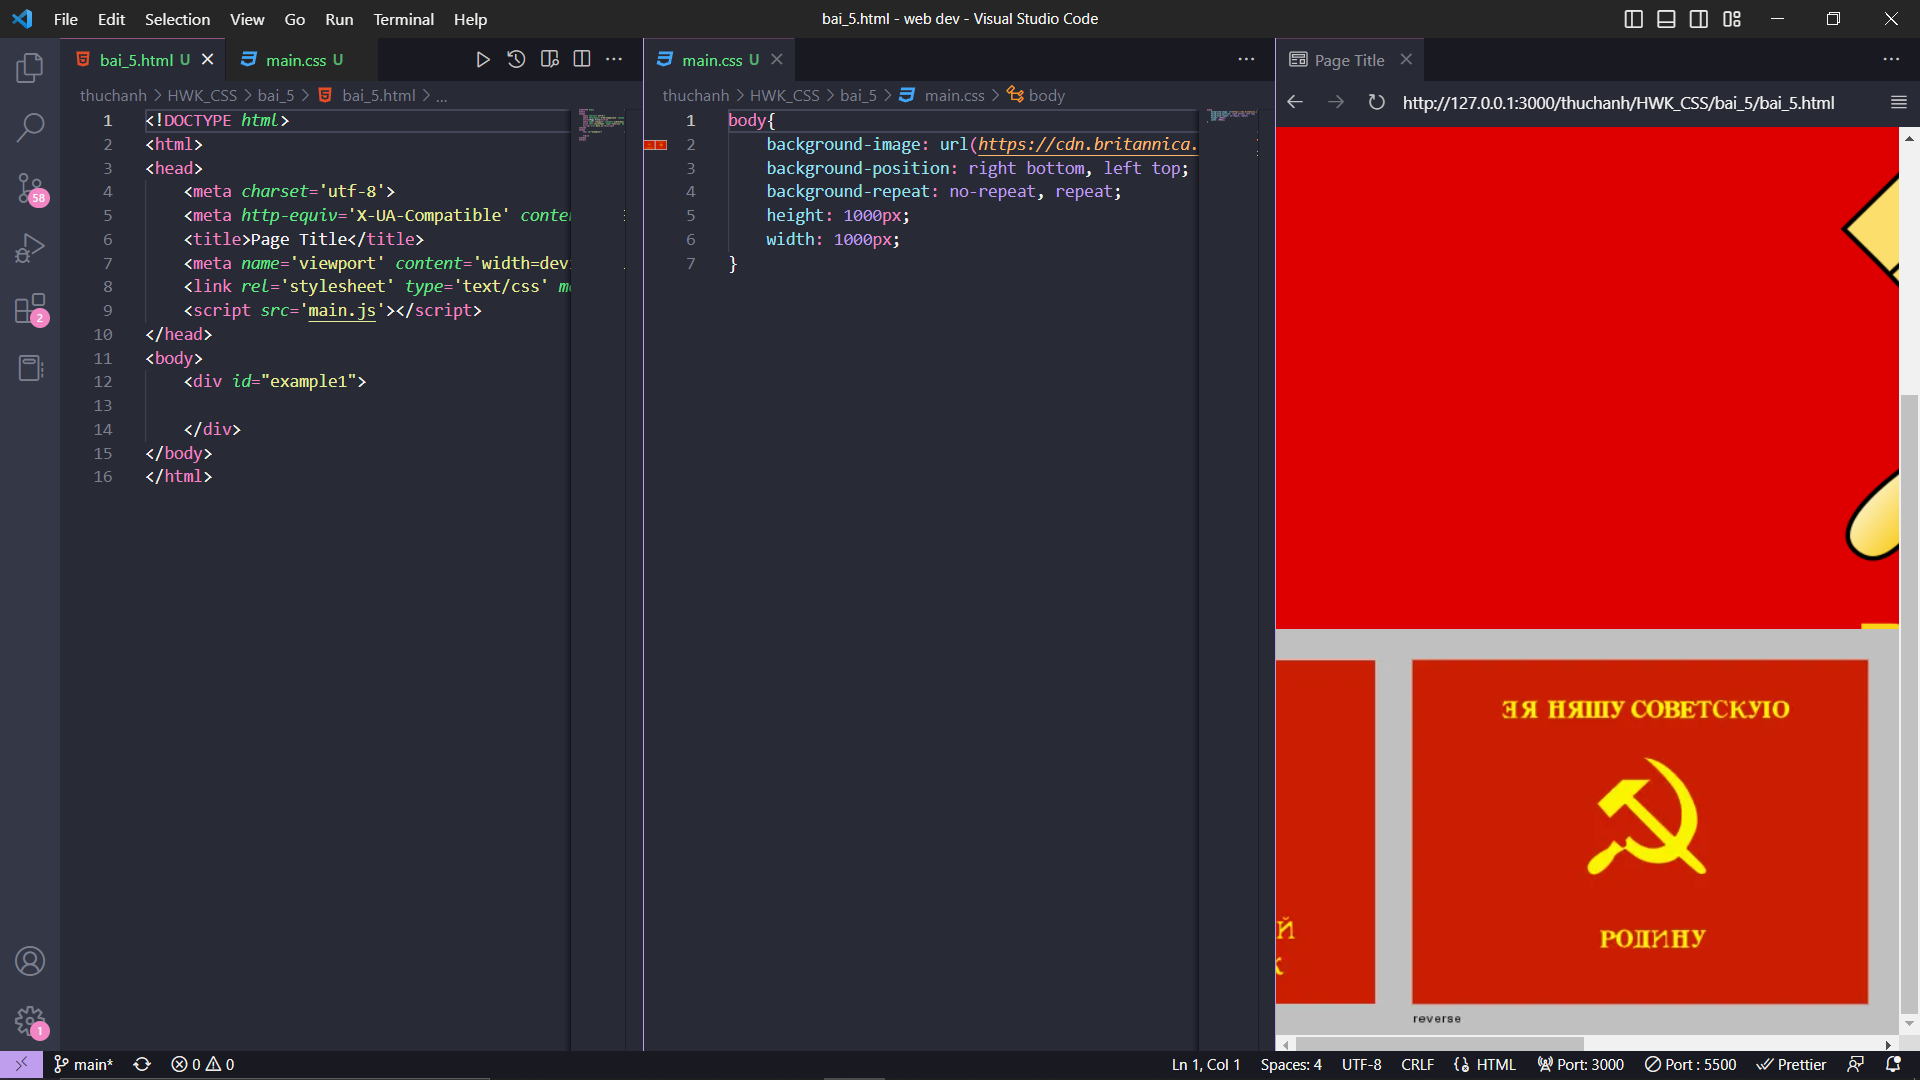 File Edit Selection View Go Run Terminal Help
bai_5.html - web dev - Visual Studio Code
bai_5.html U
main.css U
main.css U
Page Title
thuchanh > HWK_CSS > bai_5 > bai_5.html > ...
thuchanh > HWK_CSS > bai_5 > main.css > body
http://127.0.0.1:3000/thuchanh/HWK_CSS/bai_5/bai_5.html
1 <!DOCTYPE html>
2 <html>
3 <head>
4 <meta charset='utf-8'>
5 <meta http-equiv='X-UA-Compatible' conte
6 <title>Page Title</title>
7 <meta name='viewport' content='width=dev
8 <link rel='stylesheet' type='text/css' m
9 <script src='main.js'></script>
10 </head>
11 <body>
12 <div id="example1">
13
14 </div>
15 </body>
16 </html>
1 body{
2 background-image: url(https://cdn.britannica.
3 background-position: right bottom, left top;
4 background-repeat: no-repeat, repeat;
5 height: 1000px;
6 width: 1000px;
7 }
58
2
1
ЗЯ НЯШУ СОВЕТСКУЮ
РОДИНУ
Й
К
reverse
main* 0 0
Ln 1, Col 1 Spaces: 4 UTF-8 CRLF HTML Port: 3000 Port : 5500 Prettier